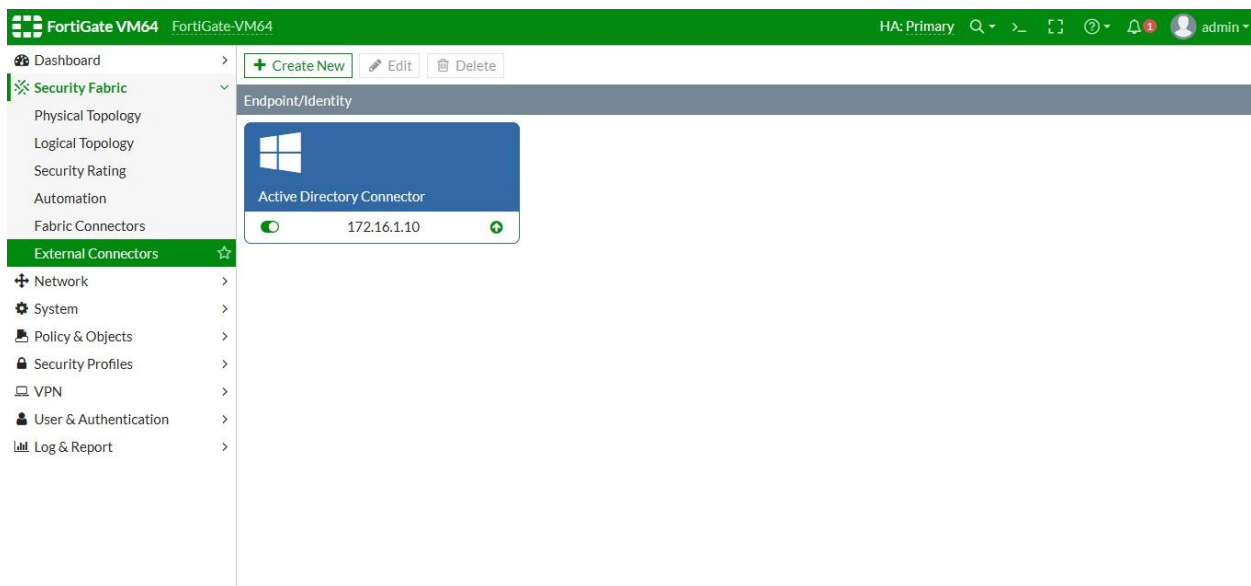 FortiGate VM64 FortiGate-VM64 HA: Primary >_ 1 admin
Dashboard
Security Fabric
Physical Topology
Logical Topology
Security Rating
Automation
Fabric Connectors
External Connectors
Network
System
Policy & Objects
Security Profiles
VPN
User & Authentication
Log & Report
+ Create New Edit Delete
Endpoint/Identity
Active Directory Connector
172.16.1.10